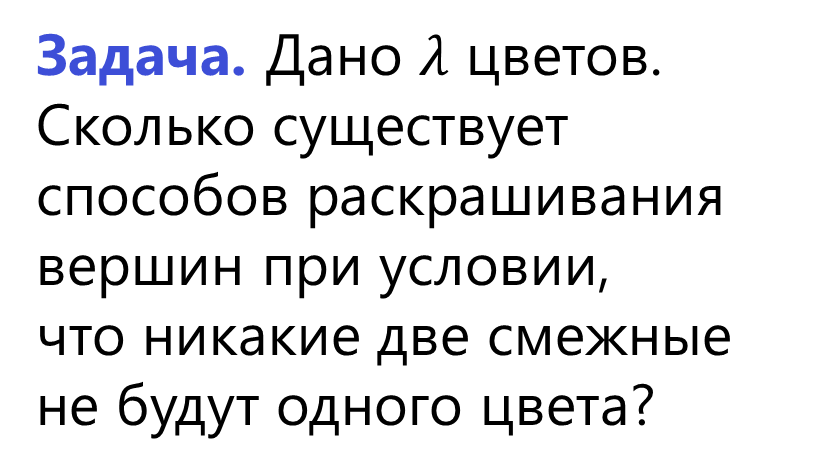 Задача. Дано λ цветов.
Сколько существует
способов раскрашивания
вершин при условии,
что никакие две смежные
не будут одного цвета?